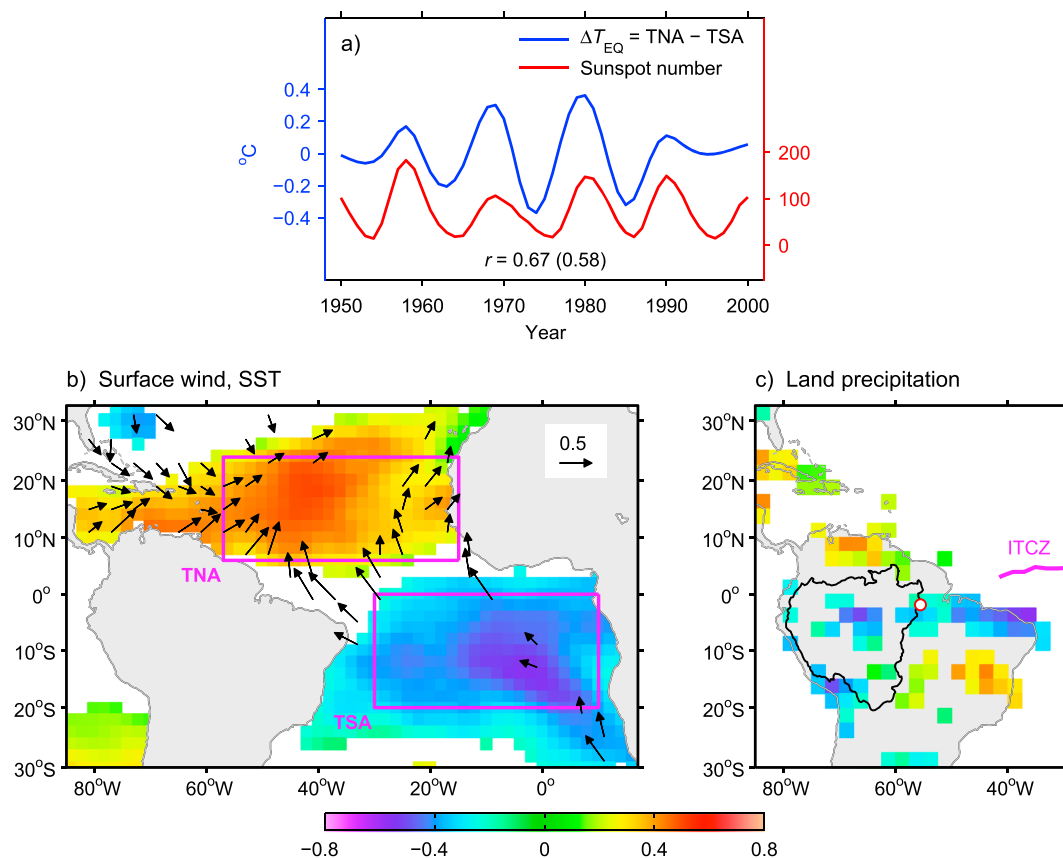 a)
ΔT_EQ = TNA − TSA
Sunspot number
0.4
0.2
0
−0.2
−0.4
°C
200
100
0
r = 0.67 (0.58)
1950 1960 1970 1980 1990 2000
Year
b) Surface wind, SST
30°N
20°N
10°N
0°
10°S
20°S
30°S
0.5
TNA
TSA
80°W 60°W 40°W 20°W 0°
c) Land precipitation
30°N
20°N
10°N
0°
10°S
20°S
30°S
ITCZ
80°W 60°W 40°W
−0.8 −0.4 0 0.4 0.8